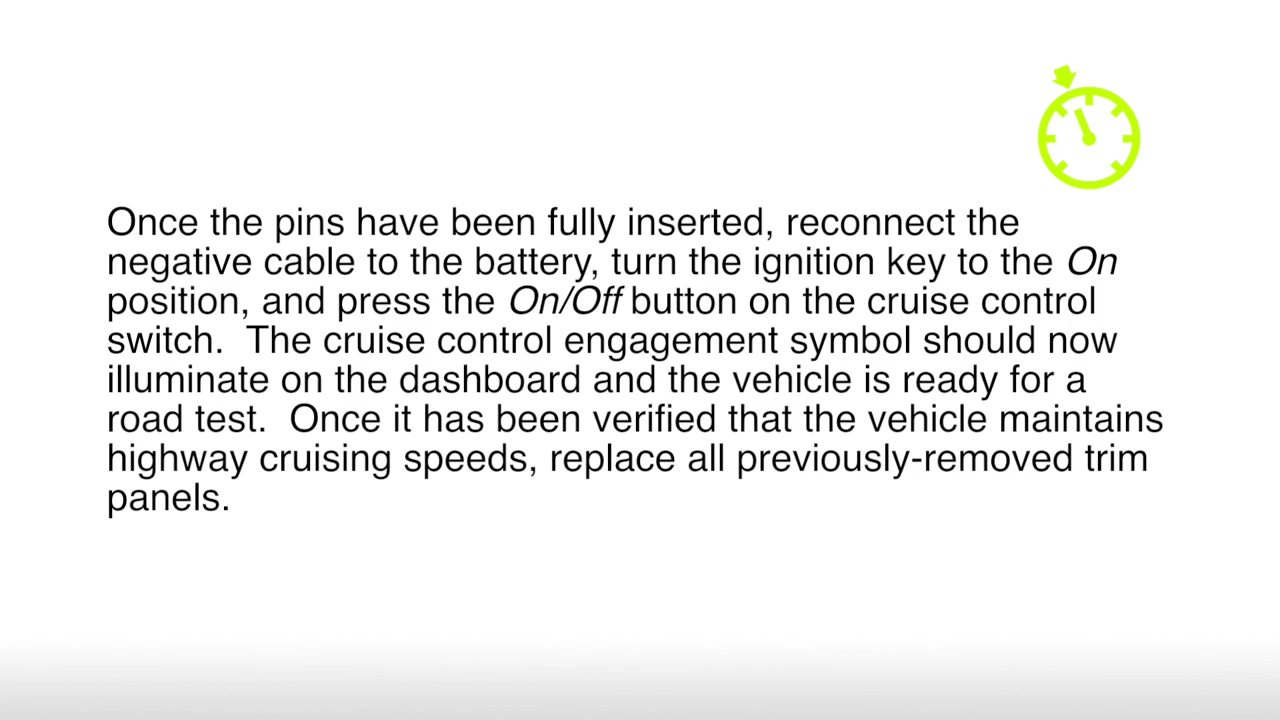 Once the pins have been fully inserted, reconnect the
negative cable to the battery, turn the ignition key to the On
position, and press the On/Off button on the cruise control
switch.  The cruise control engagement symbol should now
illuminate on the dashboard and the vehicle is ready for a
road test.  Once it has been verified that the vehicle maintains
highway cruising speeds, replace all previously-removed trim
panels.